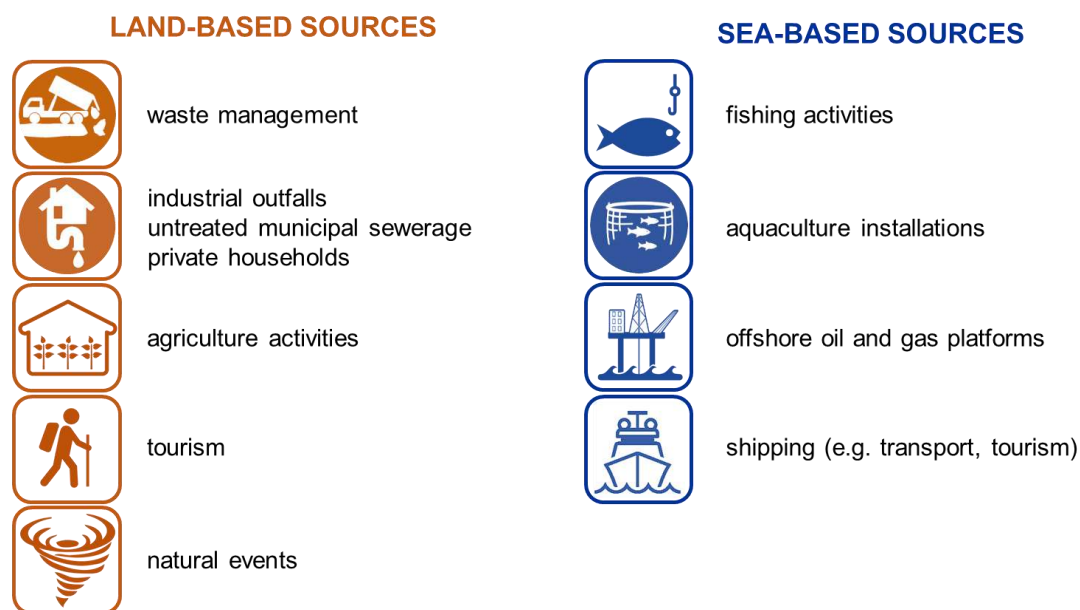 LAND-BASED SOURCES
waste management
industrial outfalls
untreated municipal sewerage
private households
agriculture activities
tourism
natural events
SEA-BASED SOURCES
fishing activities
aquaculture installations
offshore oil and gas platforms
shipping (e.g. transport, tourism)